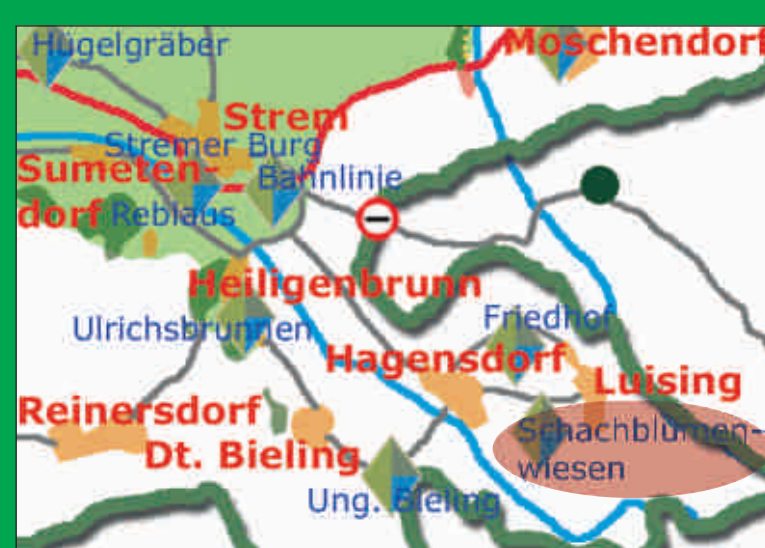 Hügelgräber
Moschendorf
Strem
Stremer Burg
Sumeten-
dorf
Bahnlinie
Reblaus
Heiligenbrunn
Ulrichsbrunnen
Friedhof
Hagensdorf
Luising
Reinersdorf
Schachblumen-
wiesen
Dt. Bieling
Ung. Bieling